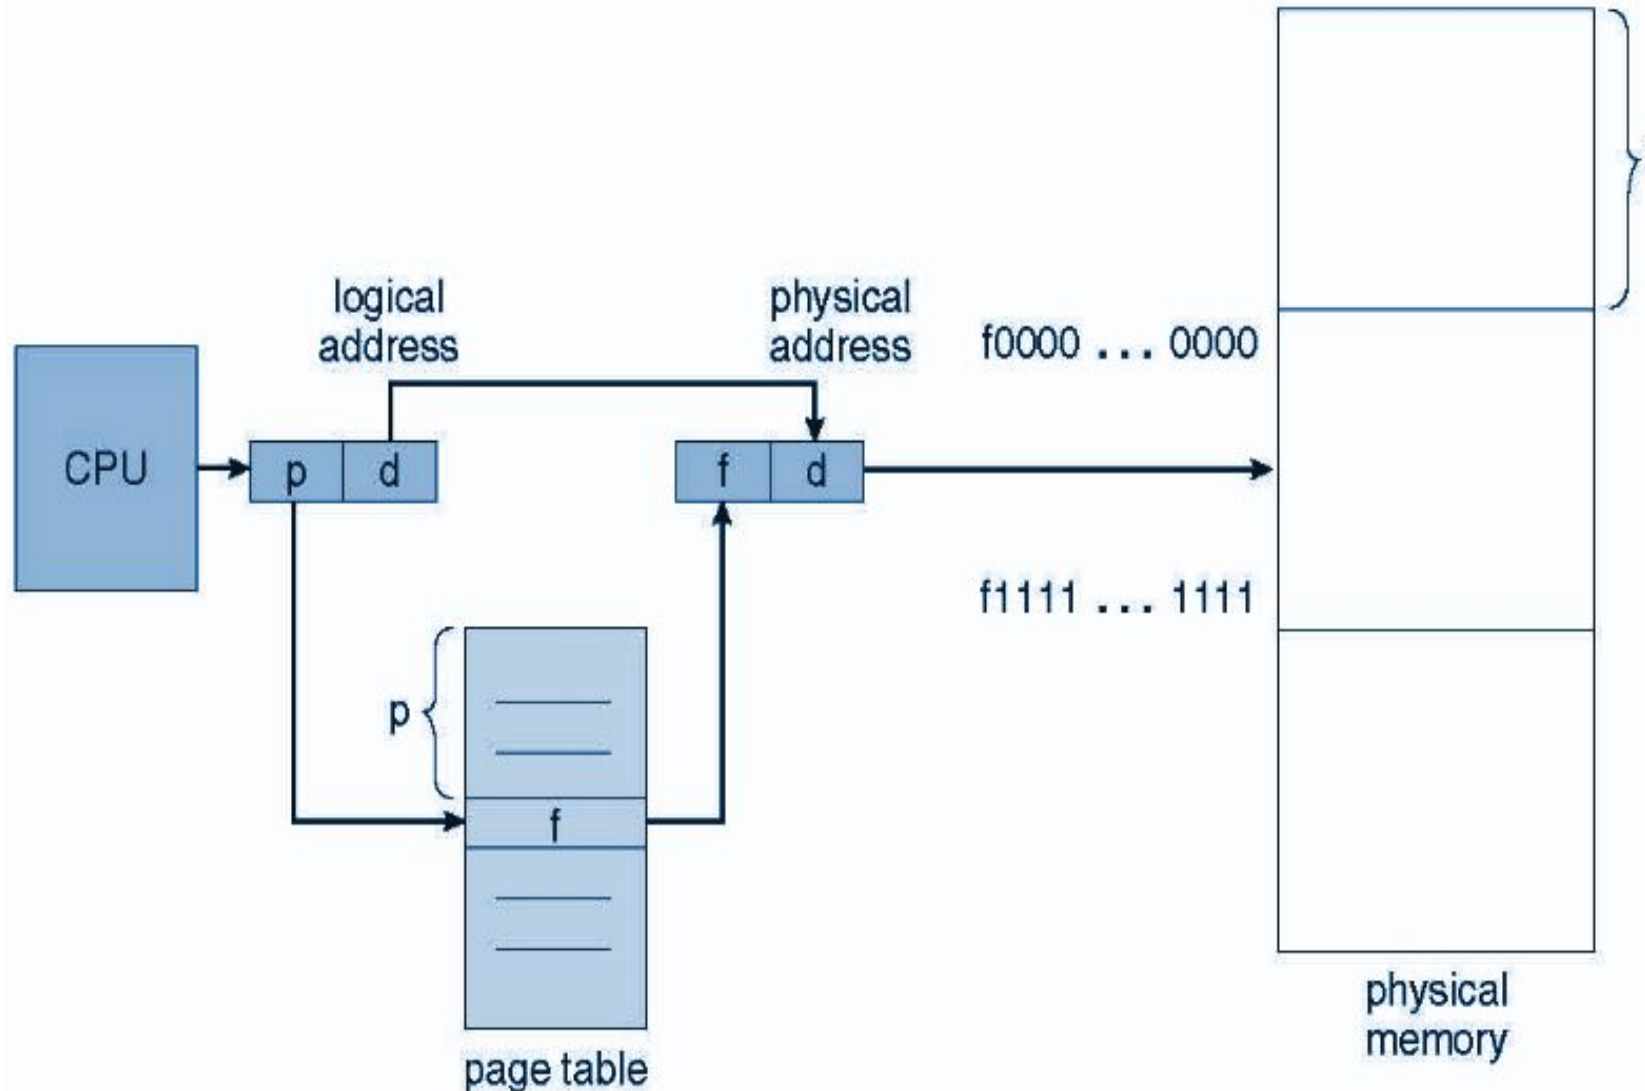 logical
address
physical
address
f0000 ... 0000
CPU
p
d
f
d
f1111 ... 1111
p
f
physical
memory
page table